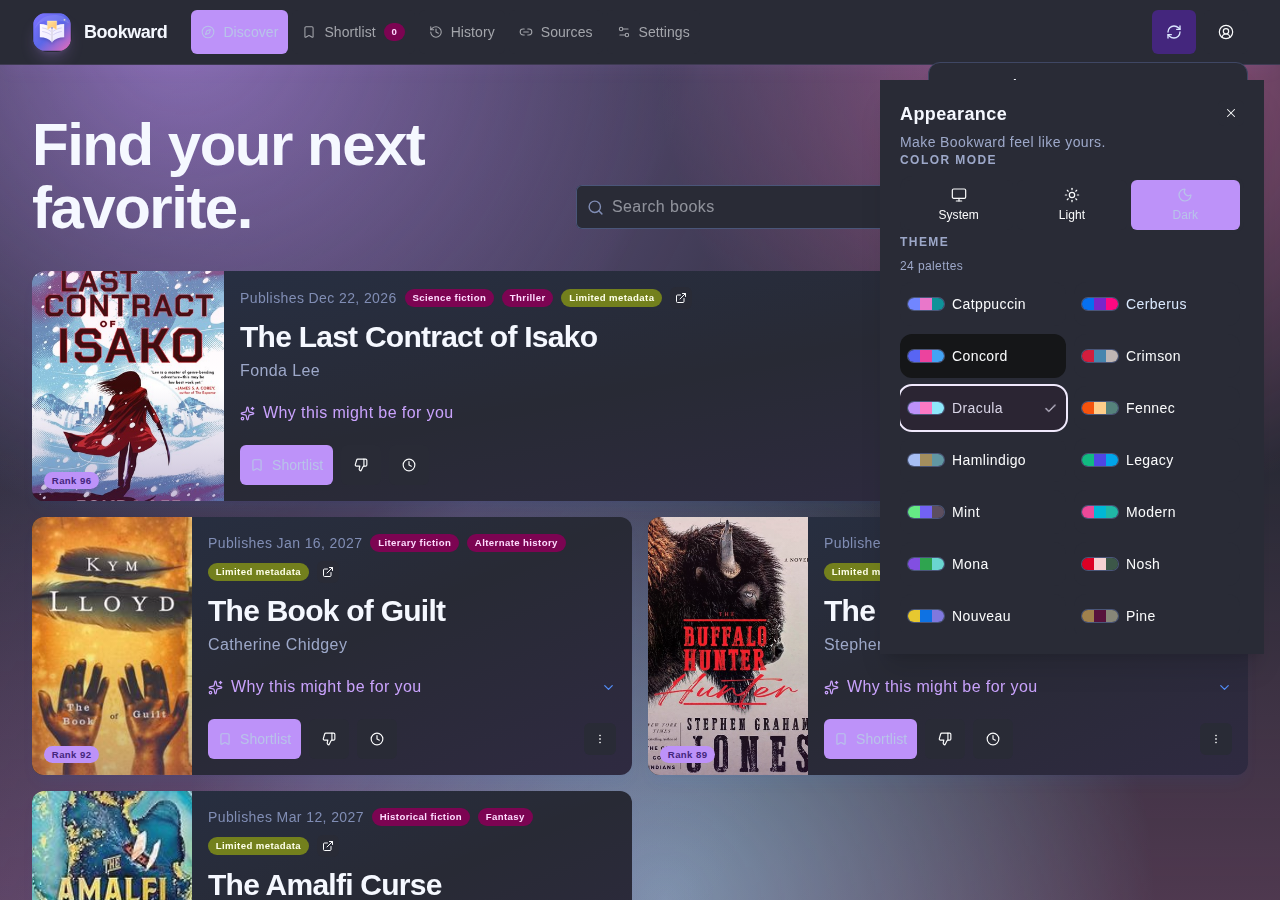 Bookward
Discover
Shortlist 0
History
Sources
Settings
Find your next
favorite.
Search books
Appearance
Make Bookward feel like yours.
COLOR MODE
System
Light
Dark
THEME
24 palettes
Catppuccin
Cerberus
Concord
Crimson
Dracula
Fennec
Hamlindigo
Legacy
Mint
Modern
Mona
Nosh
Nouveau
Pine
LAST
CONTRACT
OF
ISAKO
Rank 96
Publishes Dec 22, 2026 Science fiction Thriller Limited metadata
The Last Contract of Isako
Fonda Lee
Why this might be for you
Shortlist
KYM
LLOYD
The
Book of Guilt
Rank 92
Publishes Jan 16, 2027 Literary fiction Alternate history
Limited metadata
The Book of Guilt
Catherine Chidgey
Why this might be for you
Shortlist
A NOVEL
THE
BUFFALO
HUNTER
Hunter
STEPHEN GRAHAM
JONES
Rank 89
Publishe
Limited m
The
Stepher
Why this might be for you
Shortlist
THE
AMALFI
Publishes Mar 12, 2027 Historical fiction Fantasy
Limited metadata
The Amalfi Curse